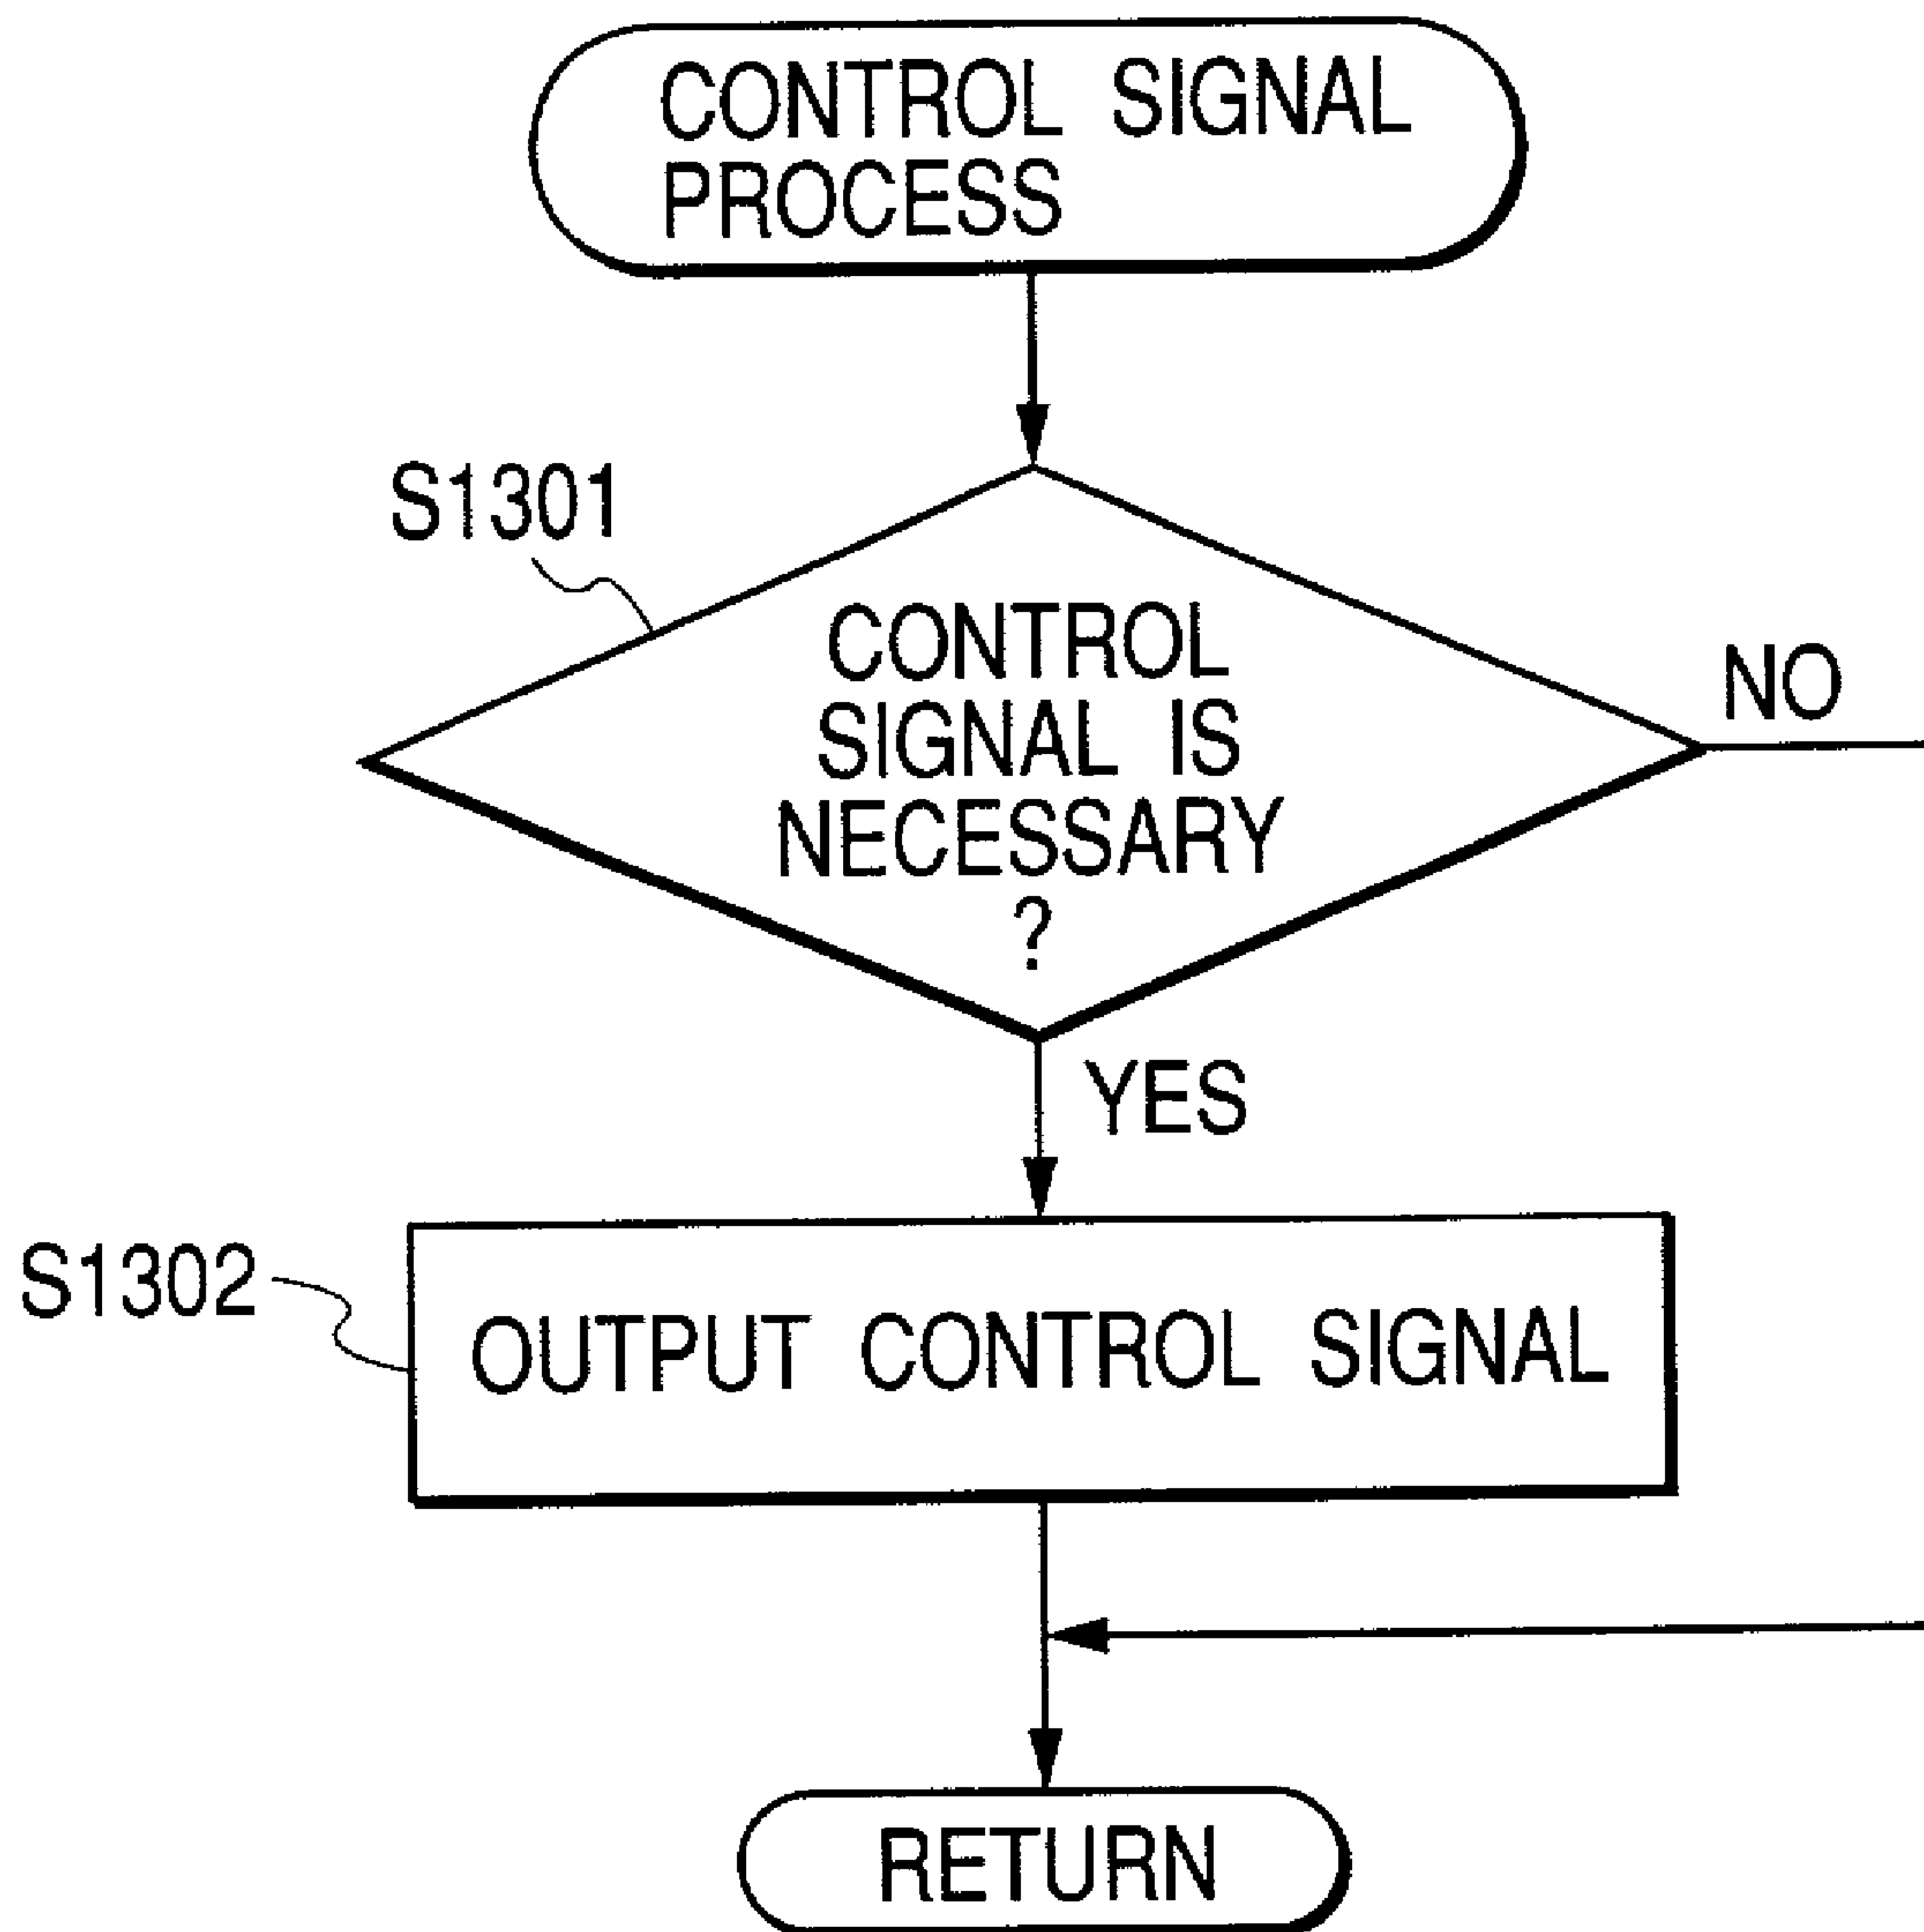 CONTROL SIGNAL
PROCESS
S1301
CONTROL
SIGNAL IS
NECESSARY
?
NO
YES
S1302
OUTPUT CONTROL SIGNAL
RETURN